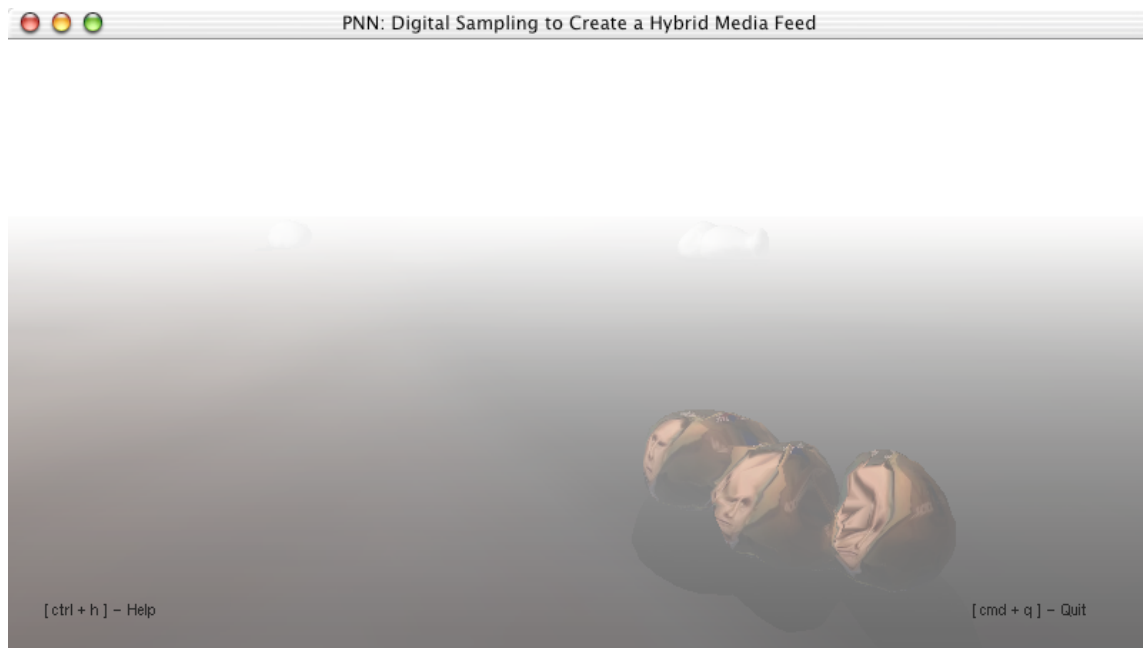 PNN: Digital Sampling to Create a Hybrid Media Feed
[ ctrl + h ] – Help
[ cmd + q ] – Quit